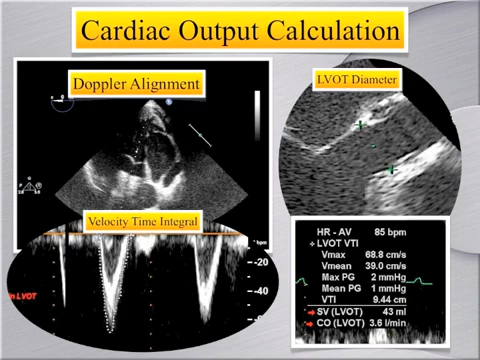 Cardiac Output Calculation
Doppler Alignment
LVOT Diameter
Velocity Time Integral
bpm
-20
-40
n LVOT
HR - AV 85 bpm
LVOT VTI
Vmax 68.8 cm/s
Vmean 39.0 cm/s
Max PG 2 mmHg
Mean PG 1 mmHg
VTI 9.44 cm
SV (LVOT) 43 ml
CO (LVOT) 3.6 l/min